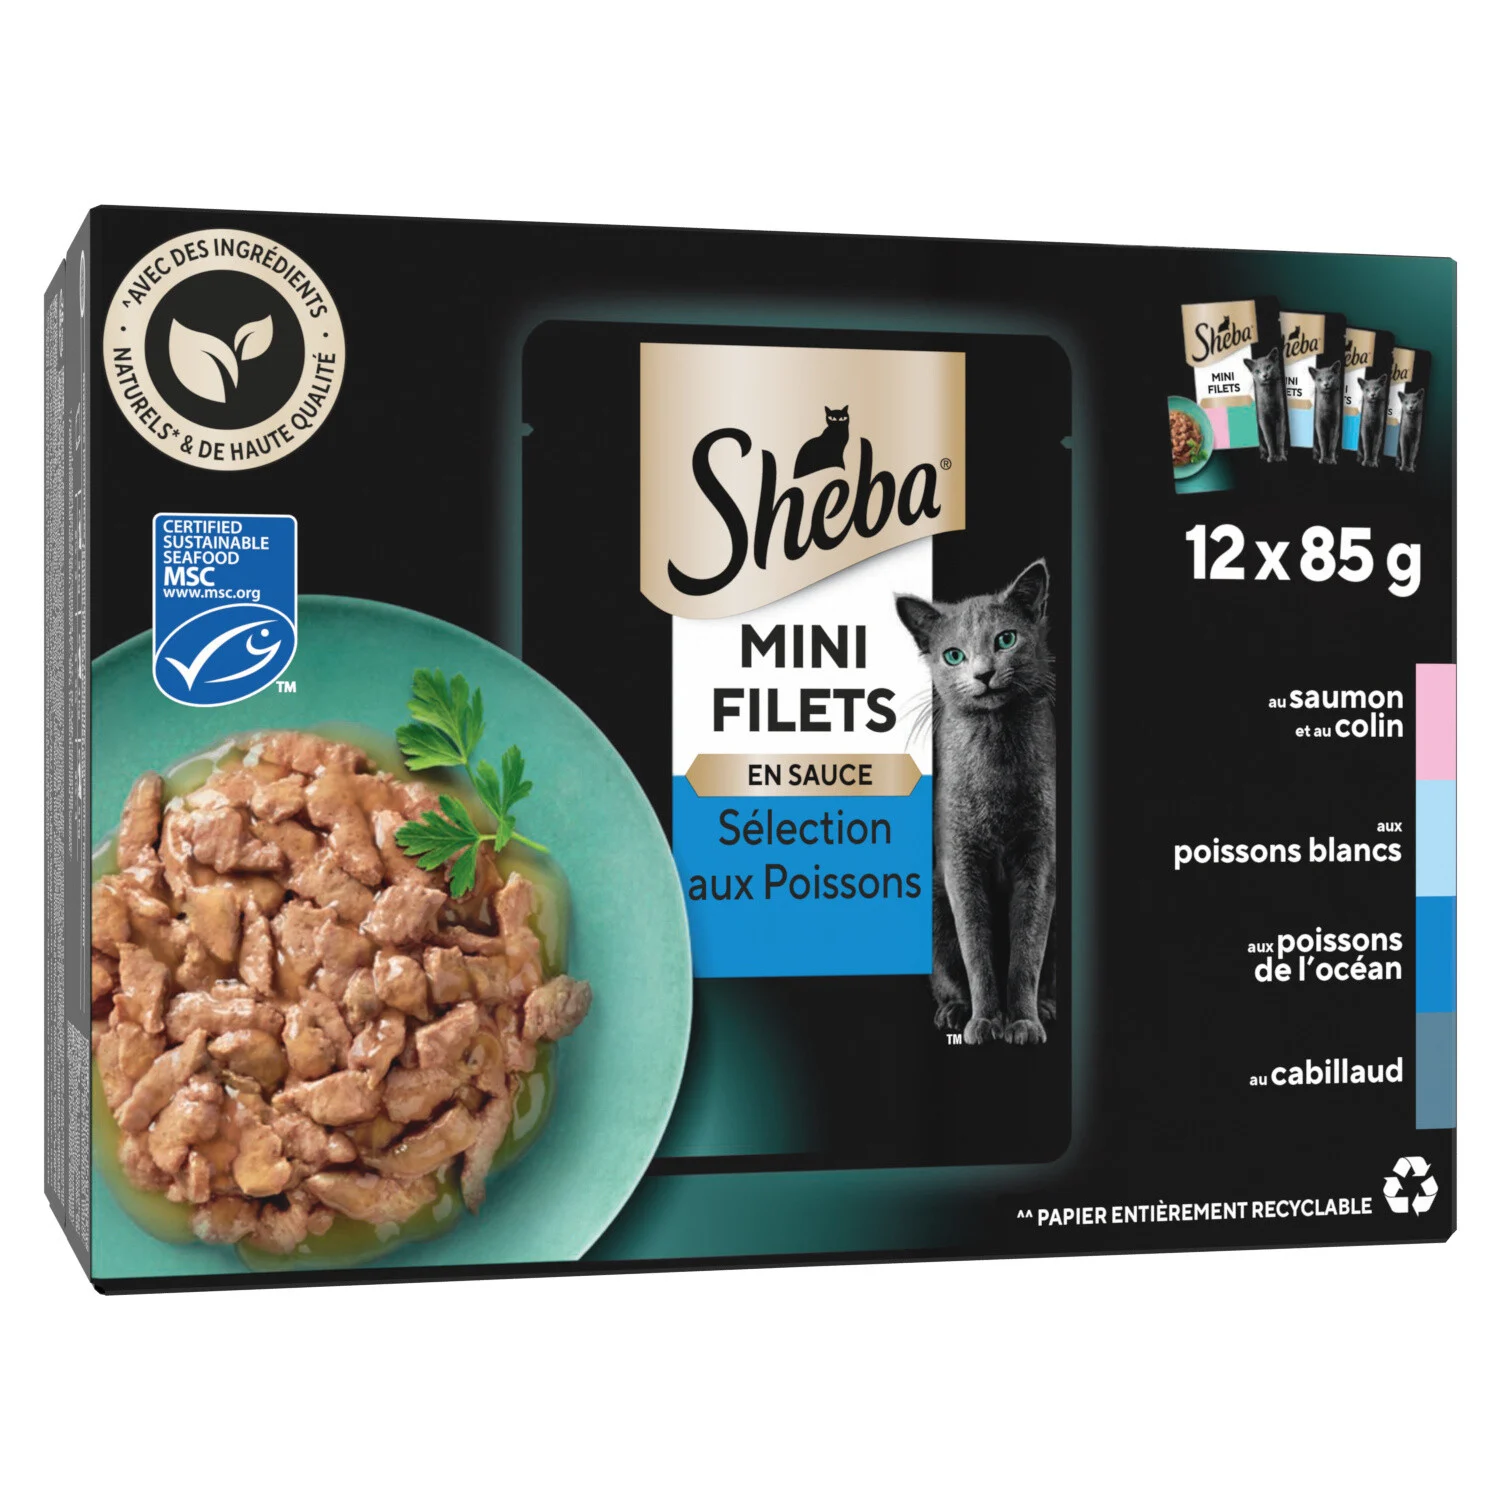 ^AVEC DES INGRÉDIENTS
NATURELS* & DE HAUTE QUALITÉ
CERTIFIED
SUSTAINABLE
SEAFOOD
MSC
www.msc.org
TM
Sheba®
MINI
FILETS
EN SAUCE
Sélection
aux Poissons
TM
Sheba
MINI
FILETS
12 x 85 g
au saumon
et au colin
aux
poissons blancs
aux poissons
de l'océan
au cabillaud
^^ PAPIER ENTIÈREMENT RECYCLABLE